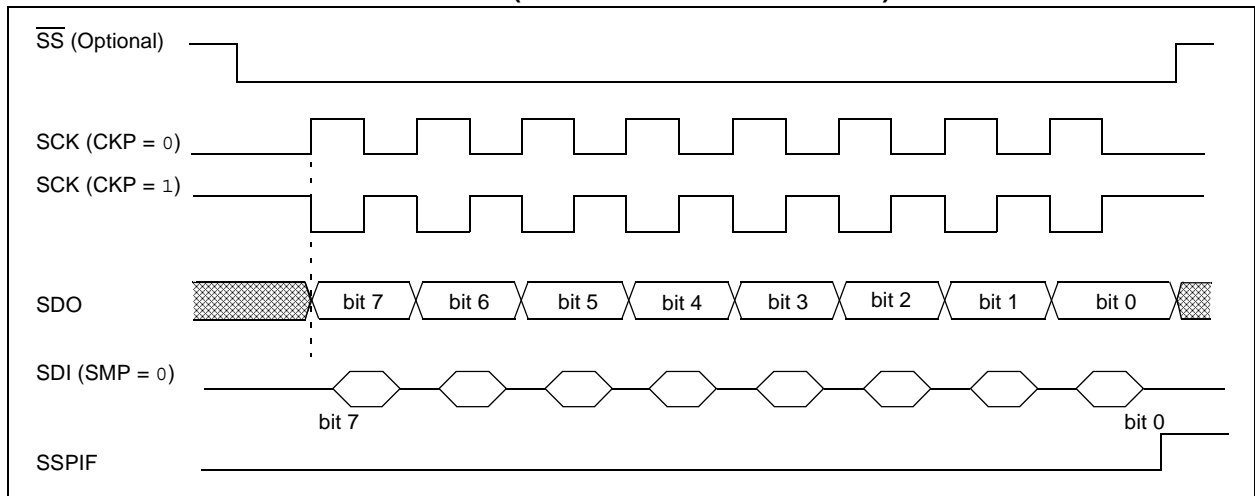 SS (Optional)
SCK (CKP = 0)
SCK (CKP = 1)
SDO
bit 7 bit 6 bit 5 bit 4 bit 3 bit 2 bit 1 bit 0
SDI (SMP = 0)
bit 7 bit 0
SSPIF